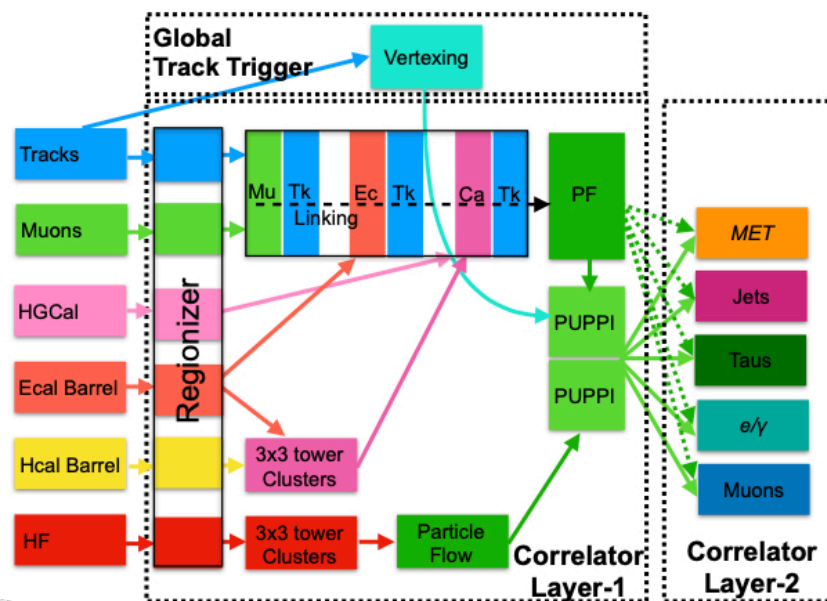 Global
Track Trigger
Vertexing
Tracks
Muons
HGCal
Ecal Barrel
Hcal Barrel
HF
Regionizer
Mu Tk Ec Tk Ca Tk
Linking
3x3 tower
Clusters
3x3 tower
Clusters
Particle
Flow
PF
PUPPI
PUPPI
Correlator
Layer-1
MET
Jets
Taus
e/γ
Muons
Correlator
Layer-2